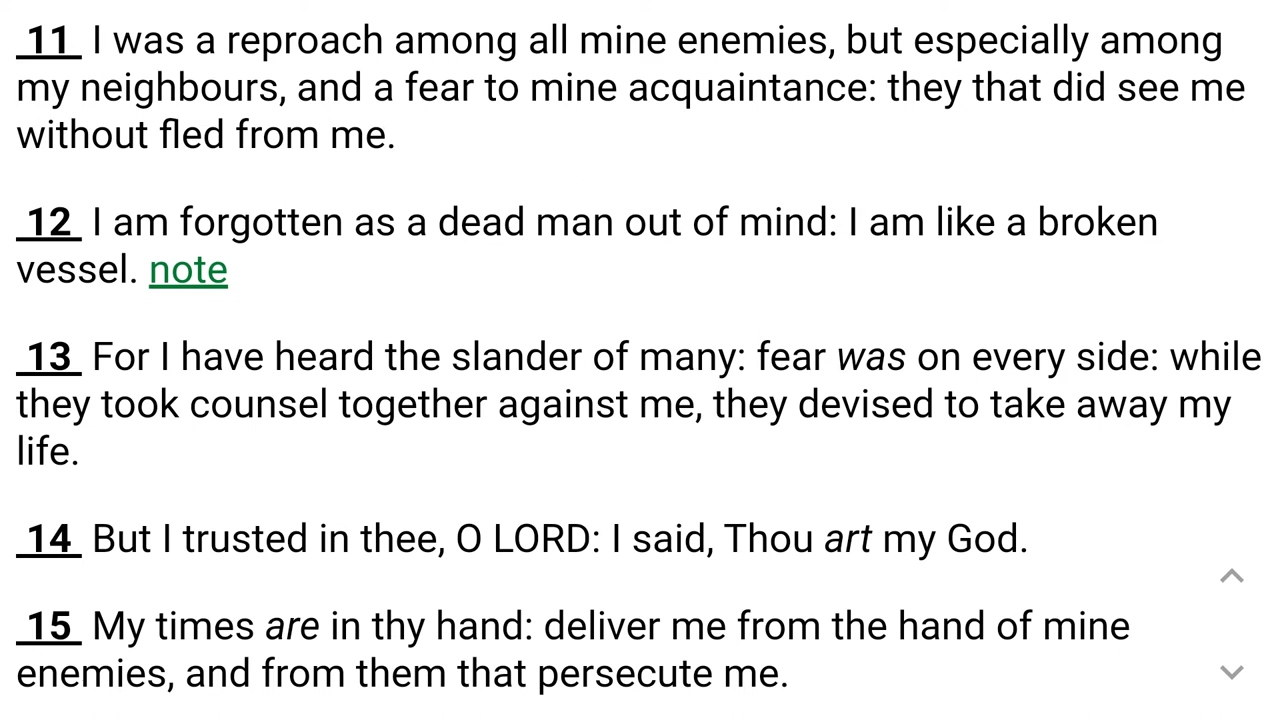 11 I was a reproach among all mine enemies, but especially among
my neighbours, and a fear to mine acquaintance: they that did see me
without fled from me.
12 I am forgotten as a dead man out of mind: I am like a broken
vessel. note
13 For I have heard the slander of many: fear was on every side: while
they took counsel together against me, they devised to take away my
life.
14 But I trusted in thee, O LORD: I said, Thou art my God.
15 My times are in thy hand: deliver me from the hand of mine
enemies, and from them that persecute me.